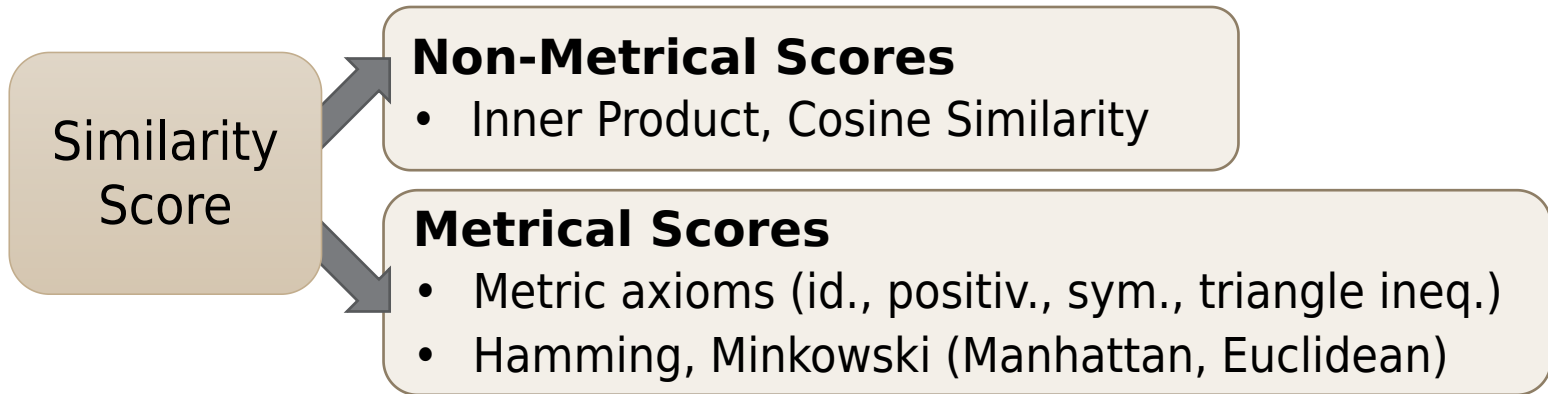 Similarity
Score
Non-Metrical Scores
• Inner Product, Cosine Similarity
Metrical Scores
• Metric axioms (id., positiv., sym., triangle ineq.)
• Hamming, Minkowski (Manhattan, Euclidean)